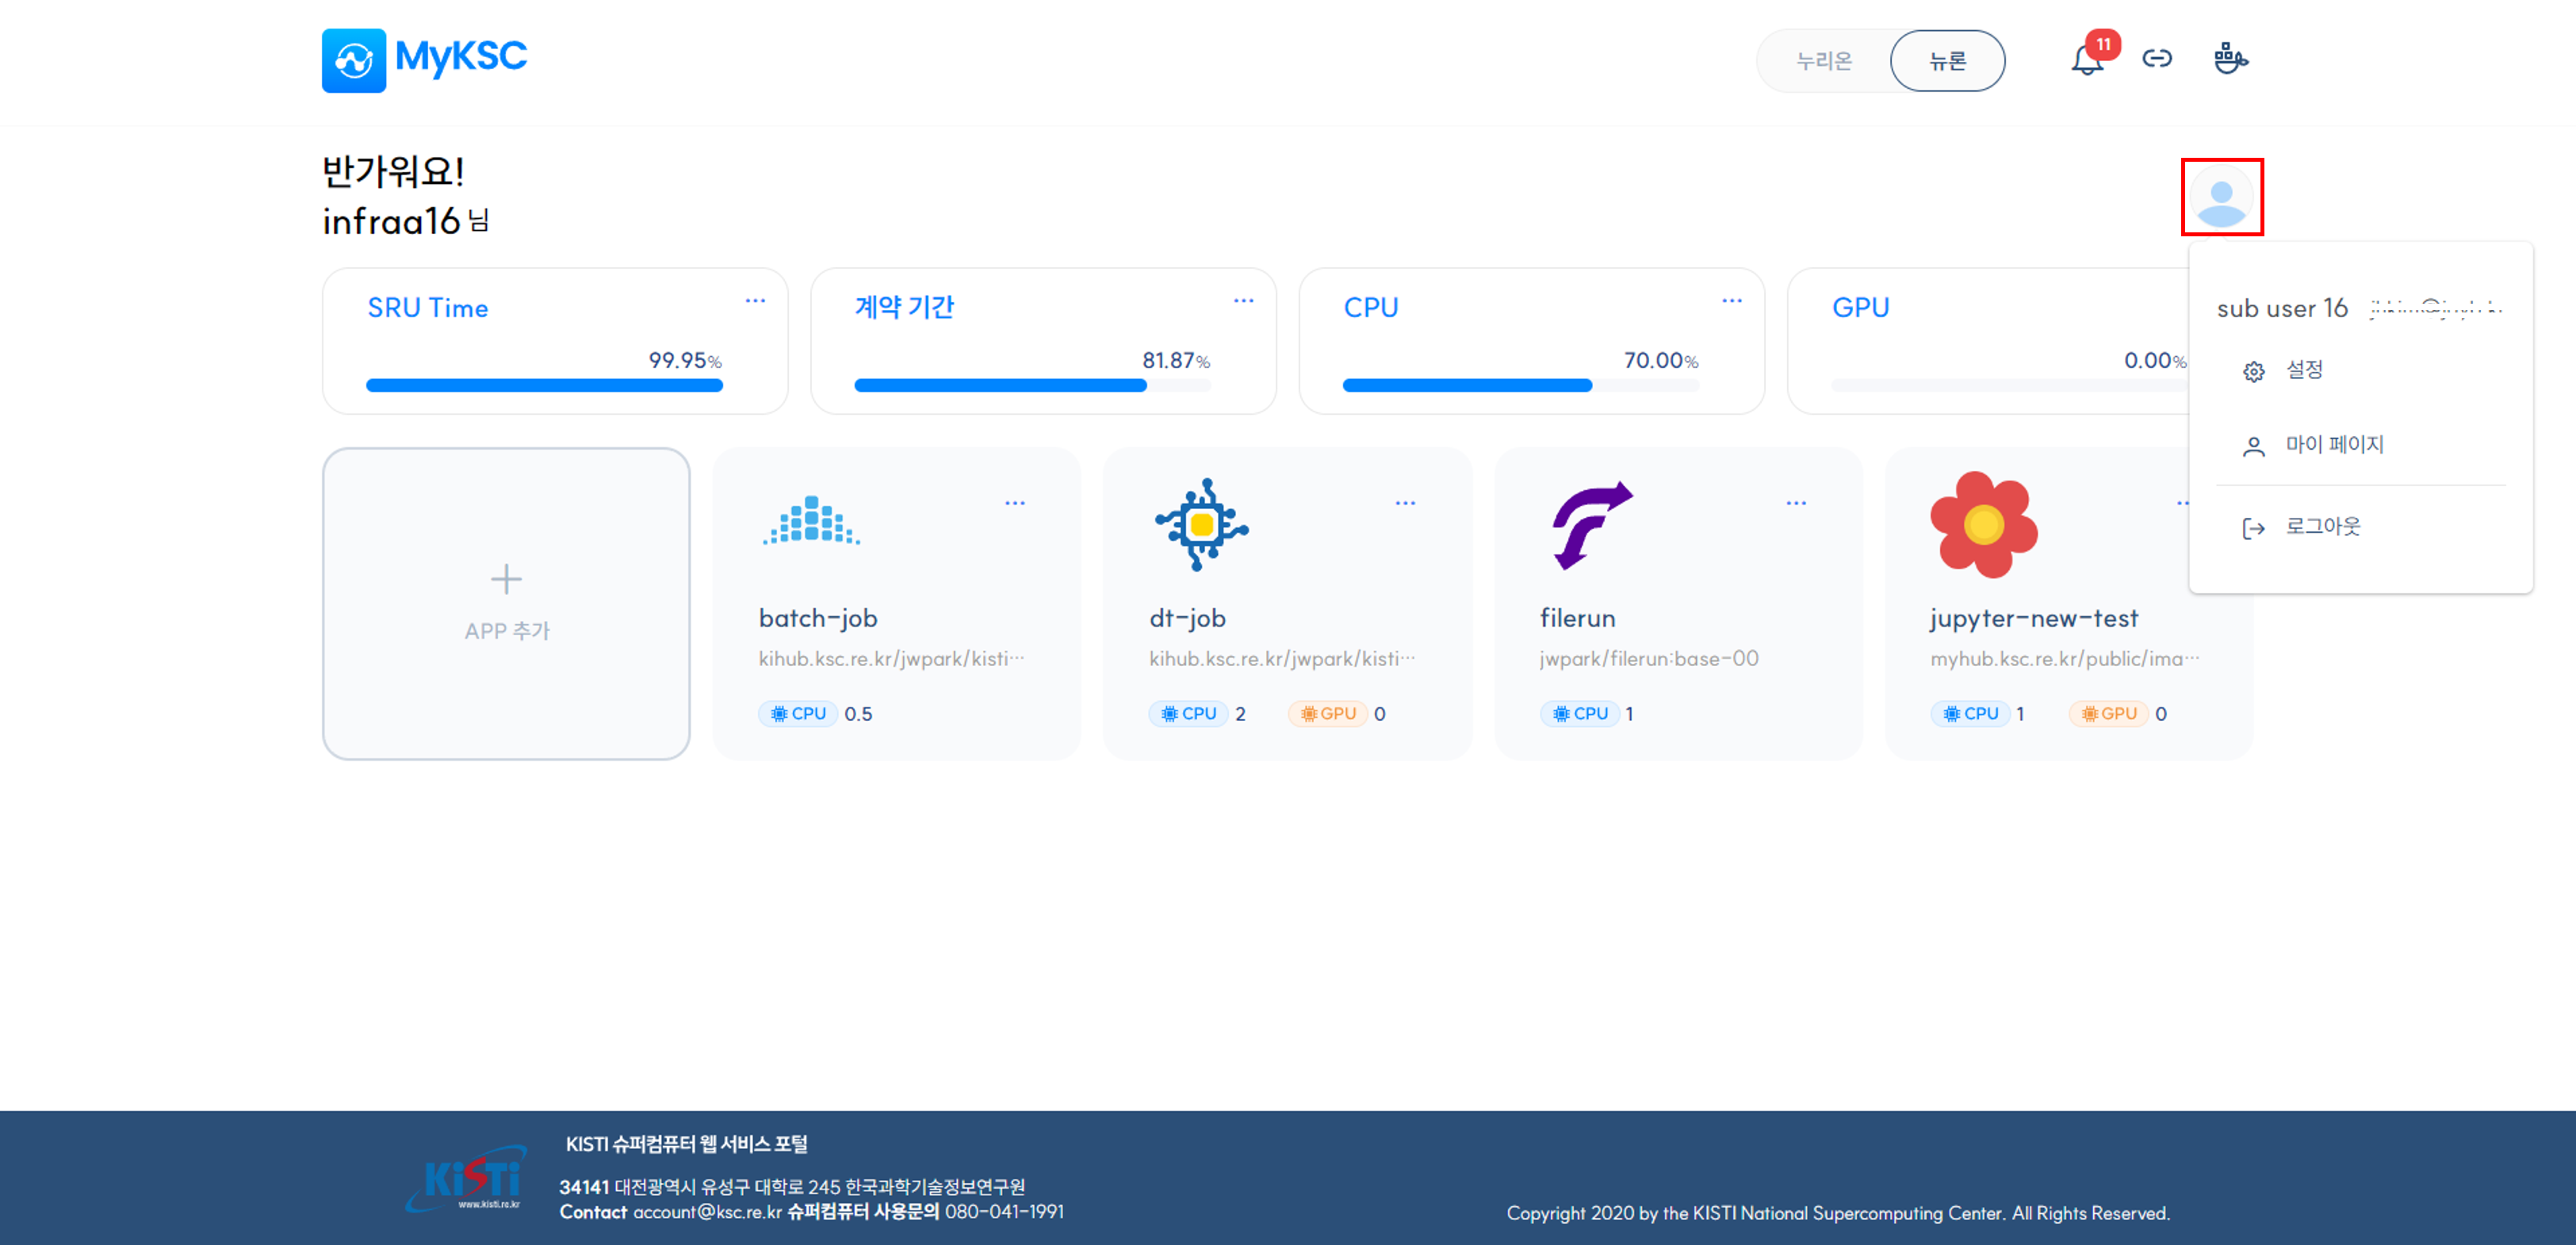 MyKSC
누리온
뉴론
11
반가워요!
infraa16 님
SRU Time
99.95%
계약 기간
81.87%
CPU
70.00%
GPU
0.00%
sub user 16
설정
마이 페이지
로그아웃
APP 추가
batch-job
kihub.ksc.re.kr/jwpark/kisti···
CPU 0.5
dt-job
kihub.ksc.re.kr/jwpark/kisti···
CPU 2 GPU 0
filerun
jwpark/filerun:base-00
CPU 1
jupyter-new-test
myhub.ksc.re.kr/public/ima···
CPU 1 GPU 0
KiSTi
www.kisti.re.kr
KISTI 슈퍼컴퓨터 웹 서비스 포털
34141 대전광역시 유성구 대학로 245 한국과학기술정보연구원
Contact account@ksc.re.kr 슈퍼컴퓨터 사용문의 080-041-1991
Copyright 2020 by the KISTI National Supercomputing Center. All Rights Reserved.